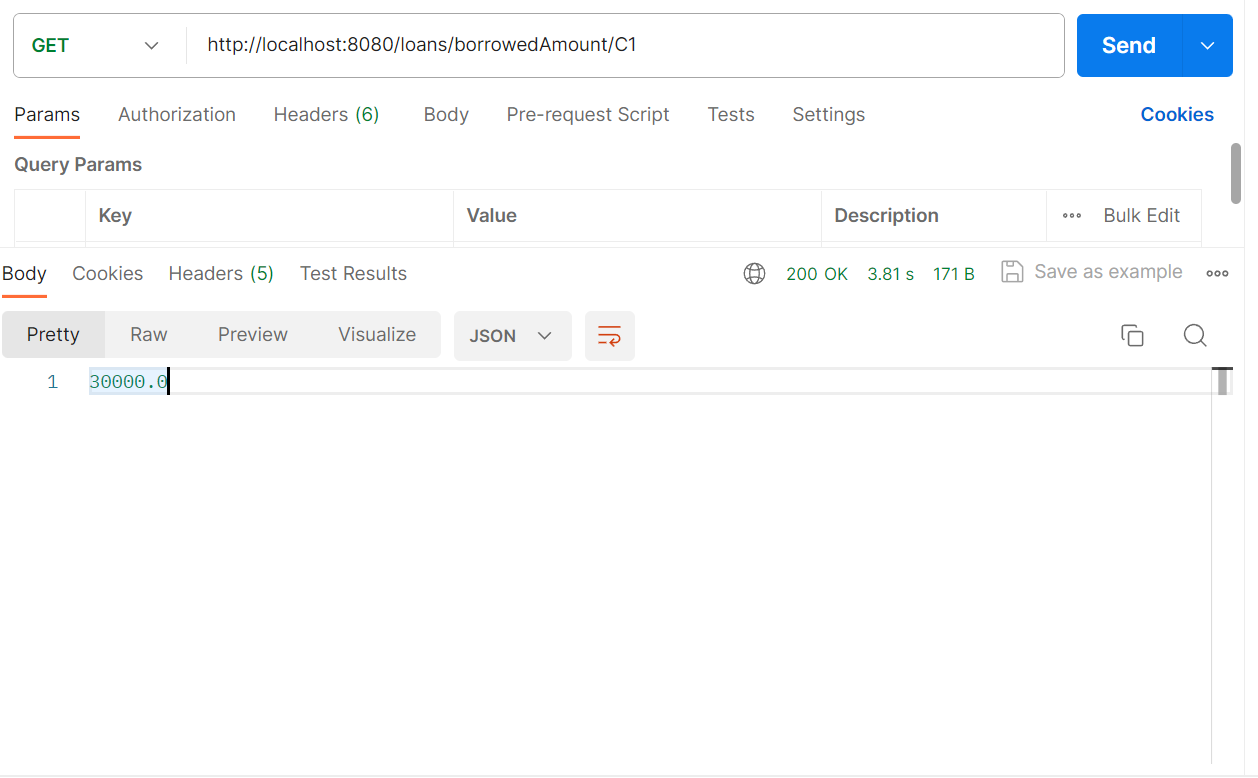 GET http://localhost:8080/loans/borrowedAmount/C1 Send
Params Authorization Headers (6) Body Pre-request Script Tests Settings Cookies
Query Params
Key Value Description Bulk Edit
Body Cookies Headers (5) Test Results 200 OK 3.81 s 171 B Save as example
Pretty Raw Preview Visualize JSON
1 30000.0